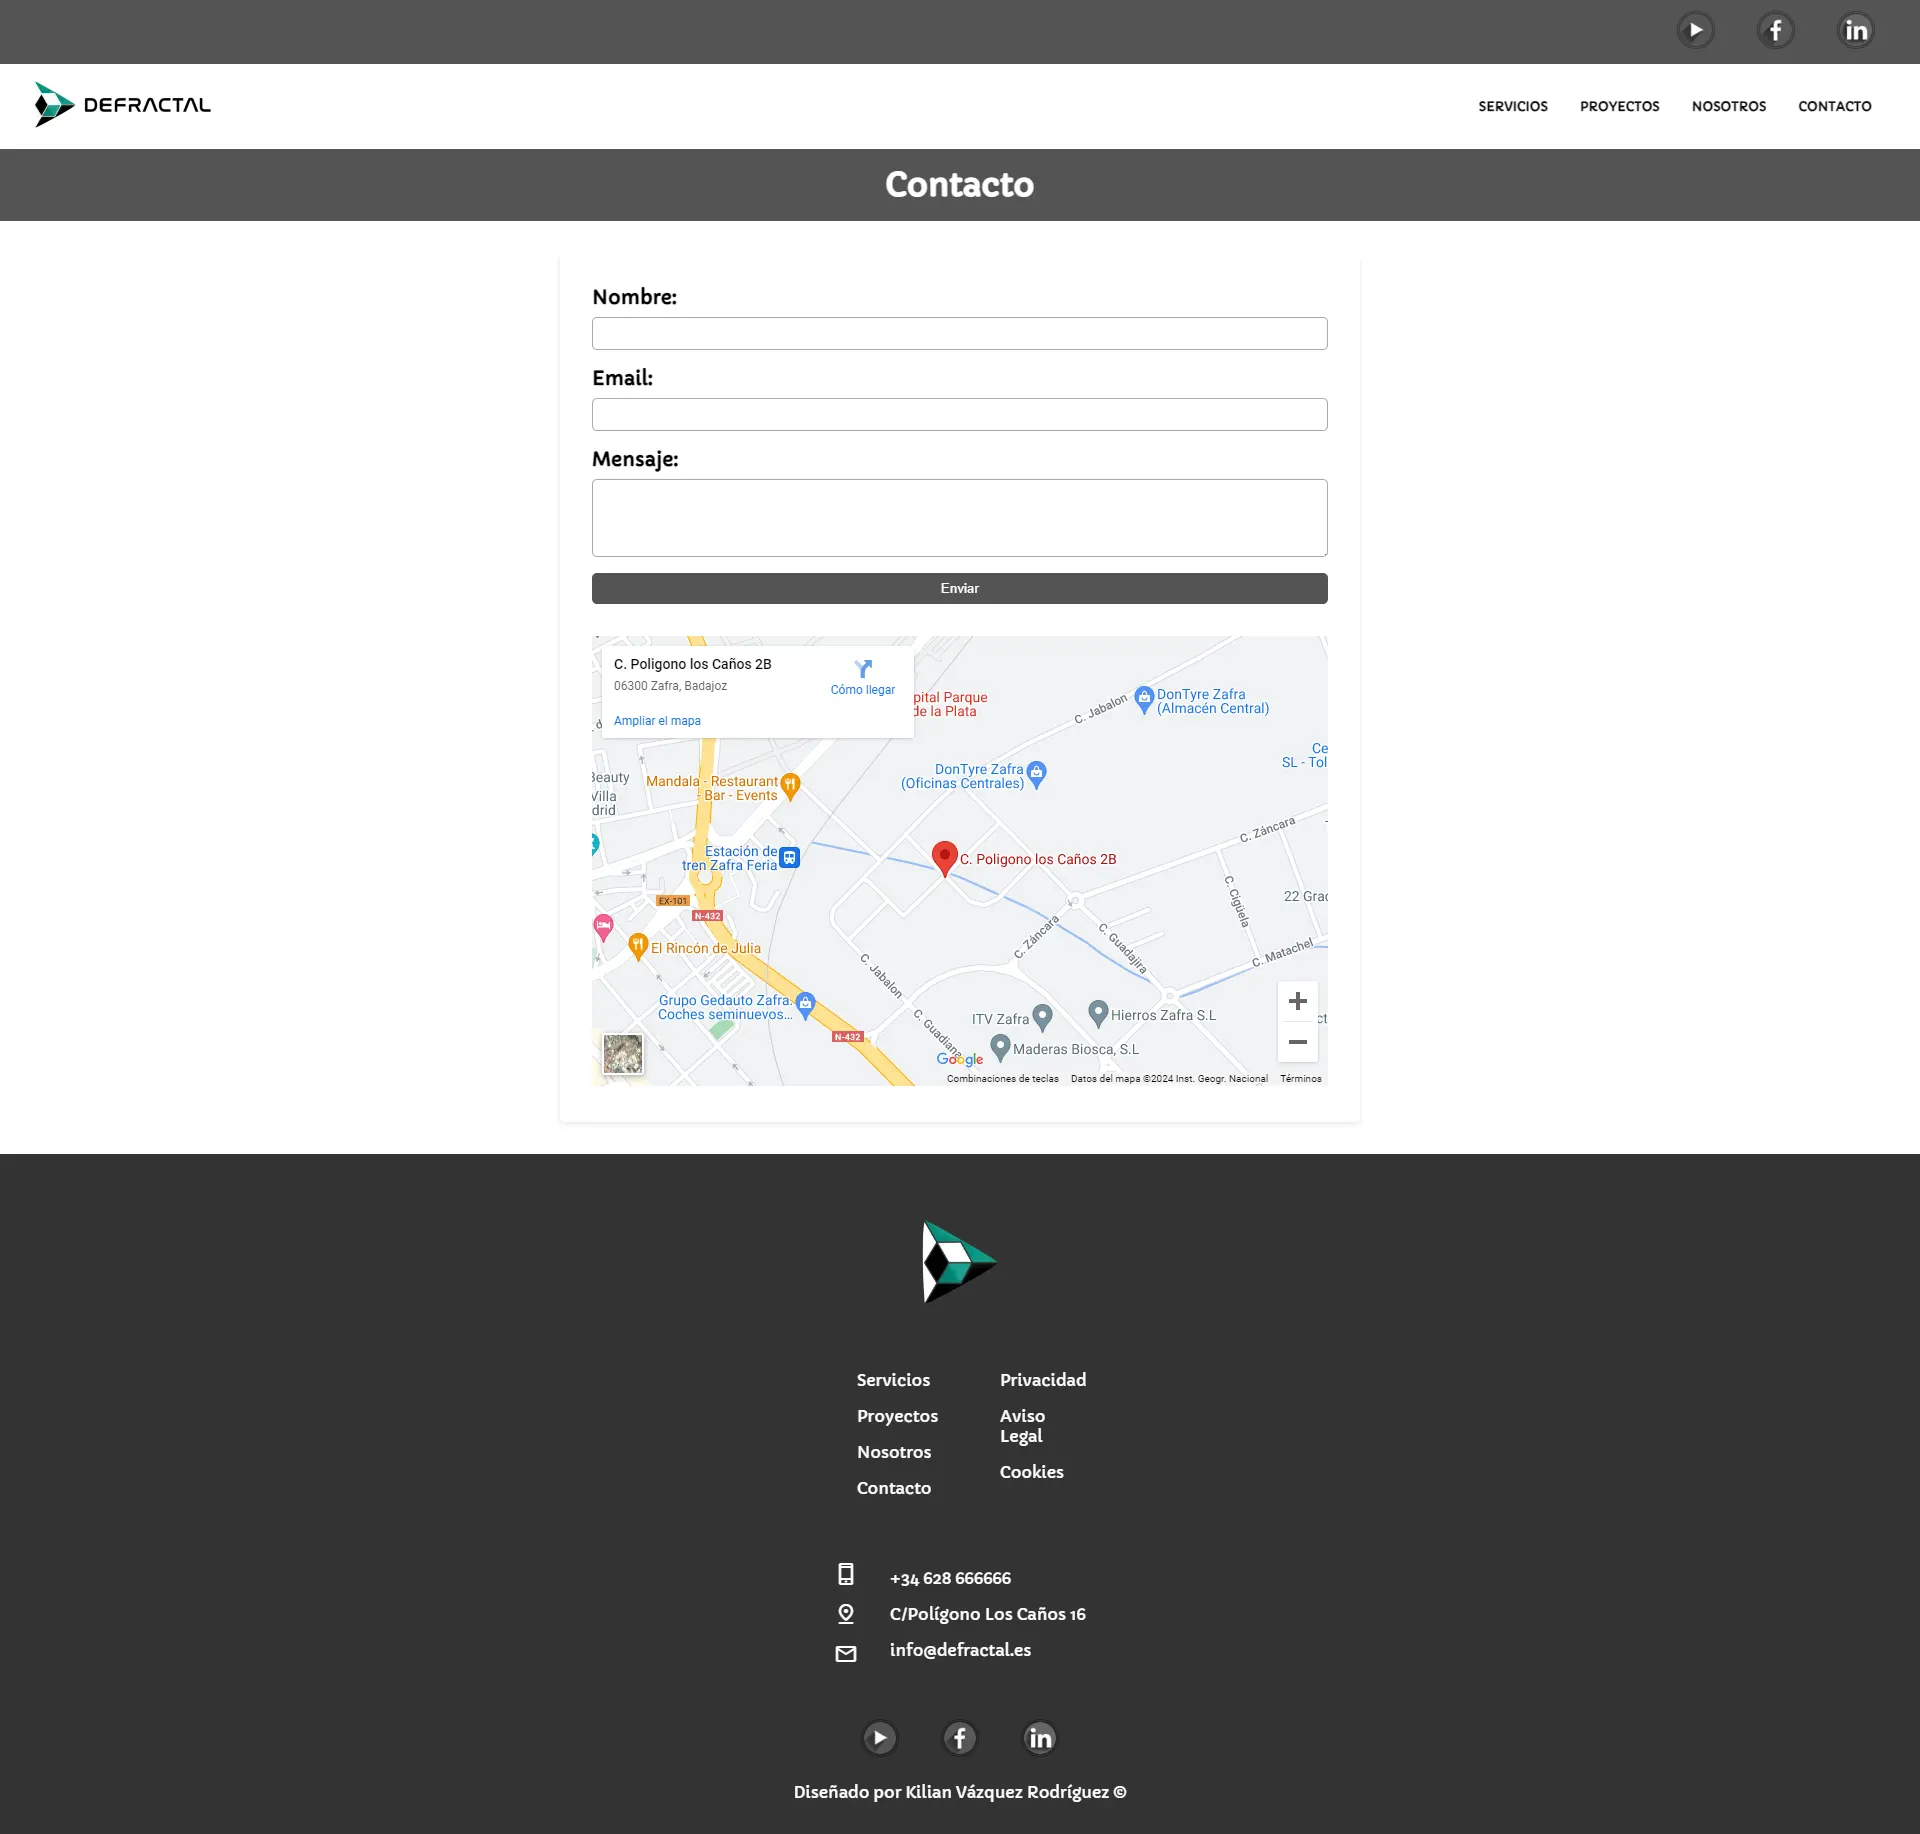 DEFRACTAL
SERVICIOS PROYECTOS NOSOTROS CONTACTO
Contacto
Nombre:
Email:
Mensaje:
Enviar
C. Poligono los Caños 2B
06300 Zafra, Badajoz
Cómo llegar
Ampliar el mapa
pital Parque
de la Plata
C. Jabalon
DonTyre Zafra
(Almacén Central)
Ce
SL - Tol
DonTyre Zafra
(Oficinas Centrales)
Beauty
Villa
drid
Mandala - Restaurant
- Bar - Events
C. Záncara
Estación de
tren Zafra Feria
C. Poligono los Caños 2B
C. Cigüela
22 Grad
EX-101
N-432
El Rincón de Julia
C. Záncara
C. Guadajira
C. Matachel
C. Jabalon
Grupo Gedauto Zafra.
Coches seminuevos...
C. Guadiana
ITV Zafra
Hierros Zafra S.L
ct
N-432
Maderas Biosca, S.L
Google
Combinaciones de teclas Datos del mapa ©2024 Inst. Geogr. Nacional Términos
Servicios
Proyectos
Nosotros
Contacto
Privacidad
Aviso
Legal
Cookies
+34 628 666666
C/Polígono Los Caños 16
info@defractal.es
Diseñado por Kilian Vázquez Rodríguez ©